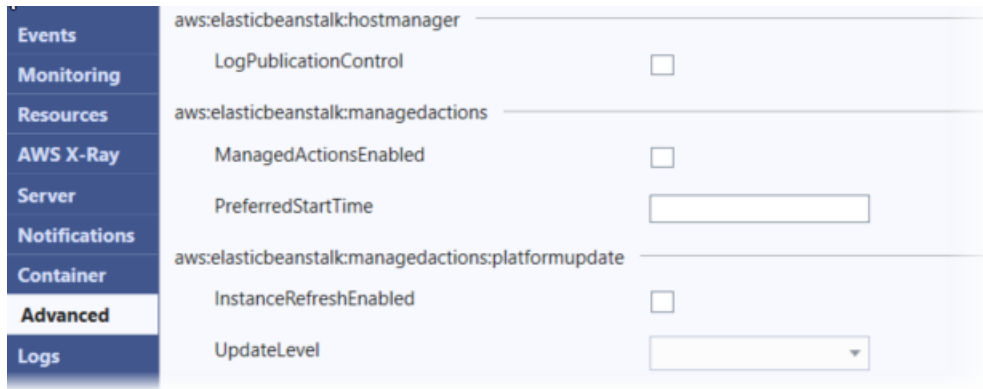 Events
Monitoring
Resources
AWS X-Ray
Server
Notifications
Container
Advanced
Logs
aws:elasticbeanstalk:hostmanager
LogPublicationControl
aws:elasticbeanstalk:managedactions
ManagedActionsEnabled
PreferredStartTime
aws:elasticbeanstalk:managedactions:platformupdate
InstanceRefreshEnabled
UpdateLevel